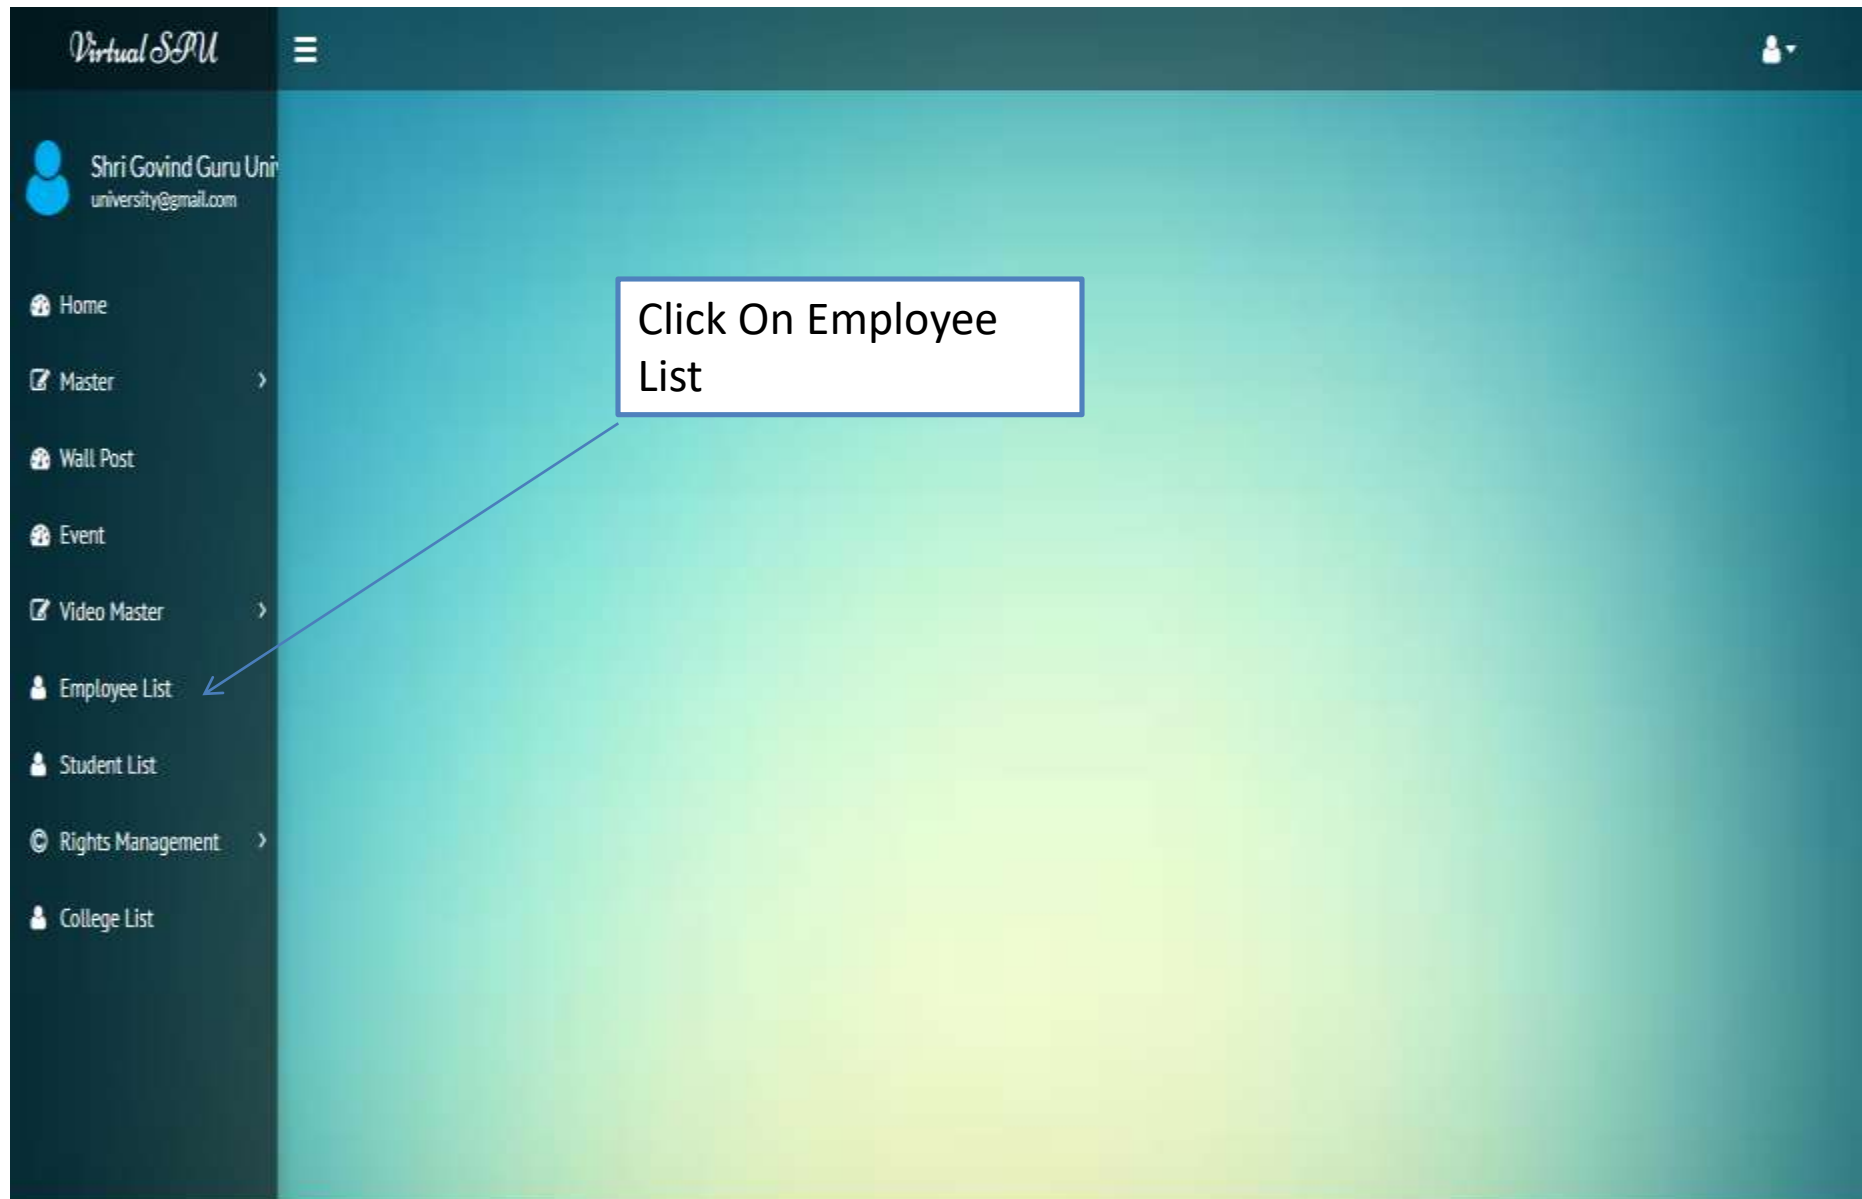 Virtual SPU
Shri Govind Guru Univ
university@gmail.com
Home
Master
Wall Post
Event
Video Master
Employee List
Student List
Rights Management
College List
Click On Employee
List